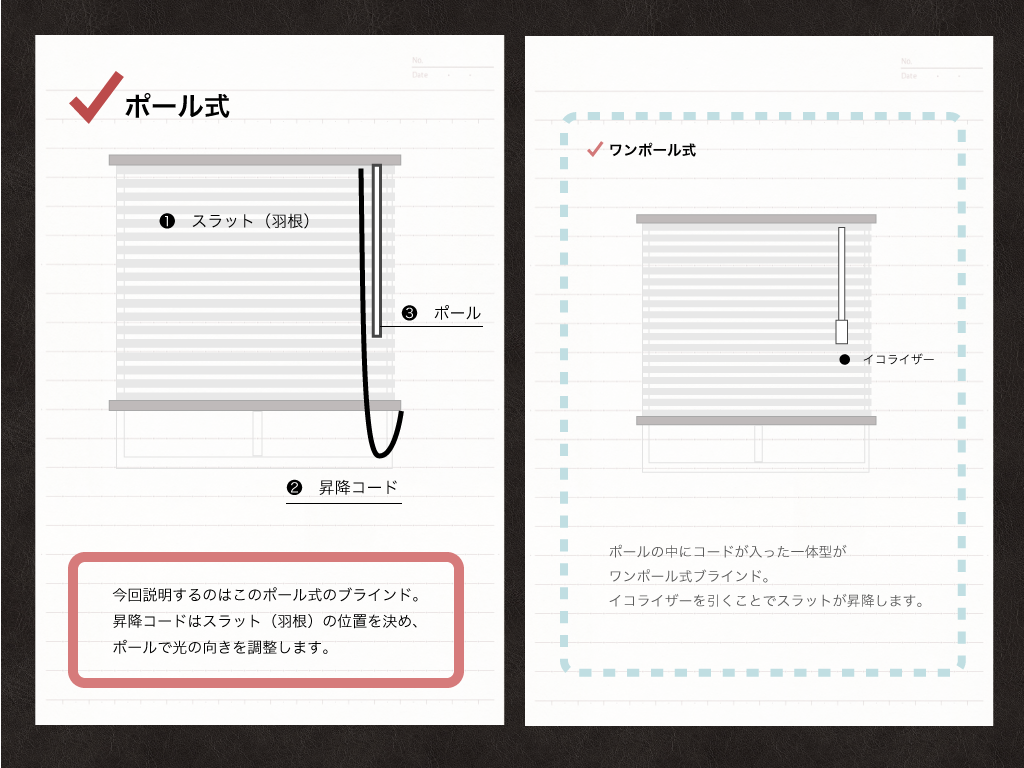 No.
Date ・ ・
ポール式
❶ スラット（羽根）
❸ ポール
❷ 昇降コード
今回説明するのはこのポール式のブラインド。
昇降コードはスラット（羽根）の位置を決め、
ポールで光の向きを調整します。
No.
Date ・ ・
ワンポール式
● イコライザー
ポールの中にコードが入った一体型が
ワンポール式ブラインド。
イコライザーを引くことでスラットが昇降します。